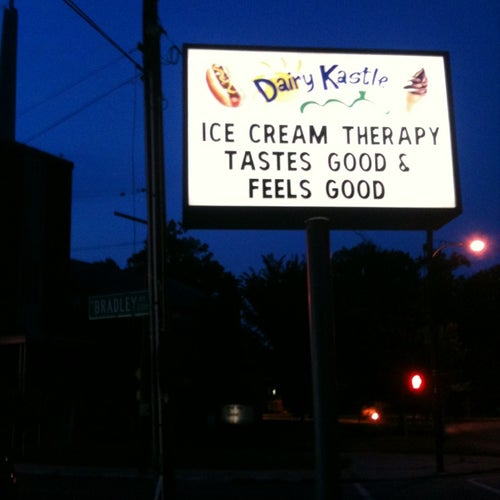 Dairy Kastle
ICE CREAM THERAPY
TASTES GOOD &
FEELS GOOD
BRADLEY